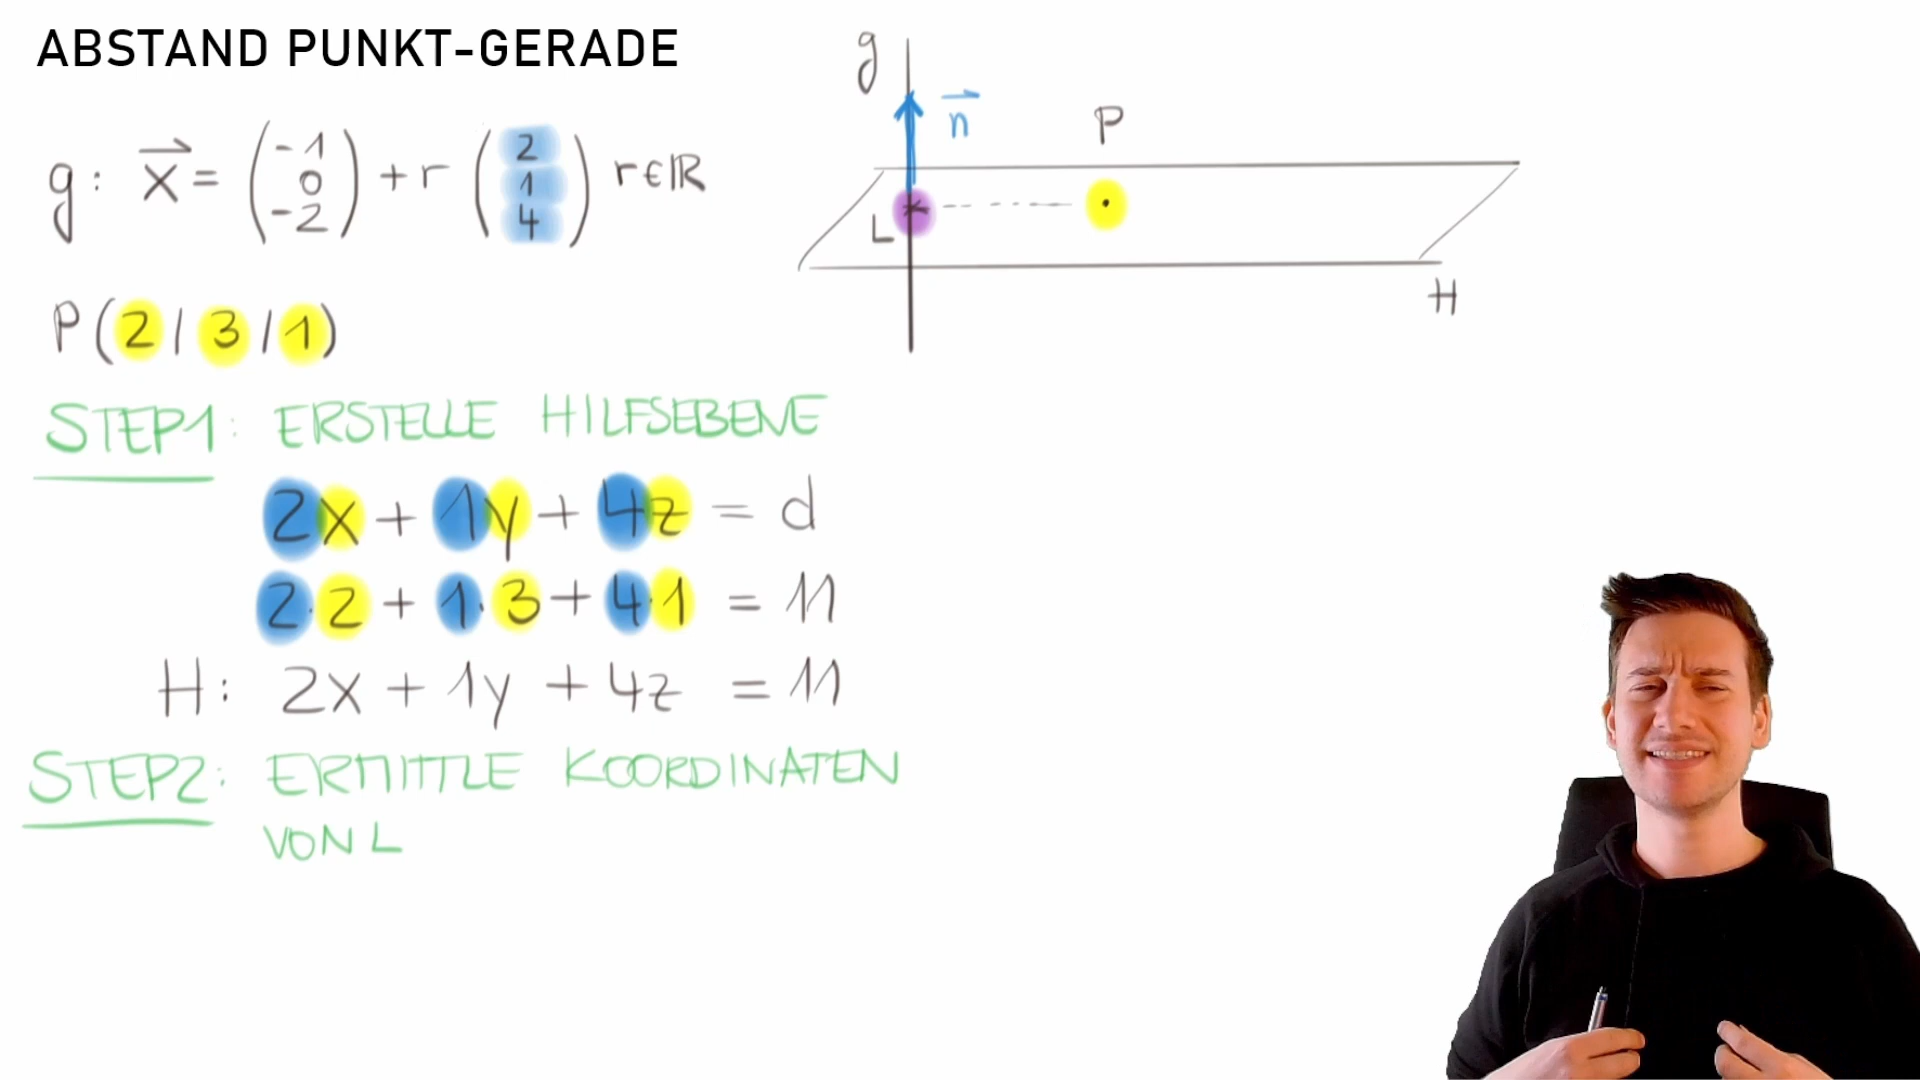 ABSTAND PUNKT-GERADE
g: x⃗ = (-1 0 -2) + r (2 1 4) r∈ℝ
P(2/3/1)
g
n⃗
P
L
H
STEP1: ERSTELLE HILFSEBENE
2x + 1y + 4z = d
2·2 + 1·3 + 4·1 = 11
H: 2x + 1y + 4z = 11
STEP2: ERMITTLE KOORDINATEN
VON L